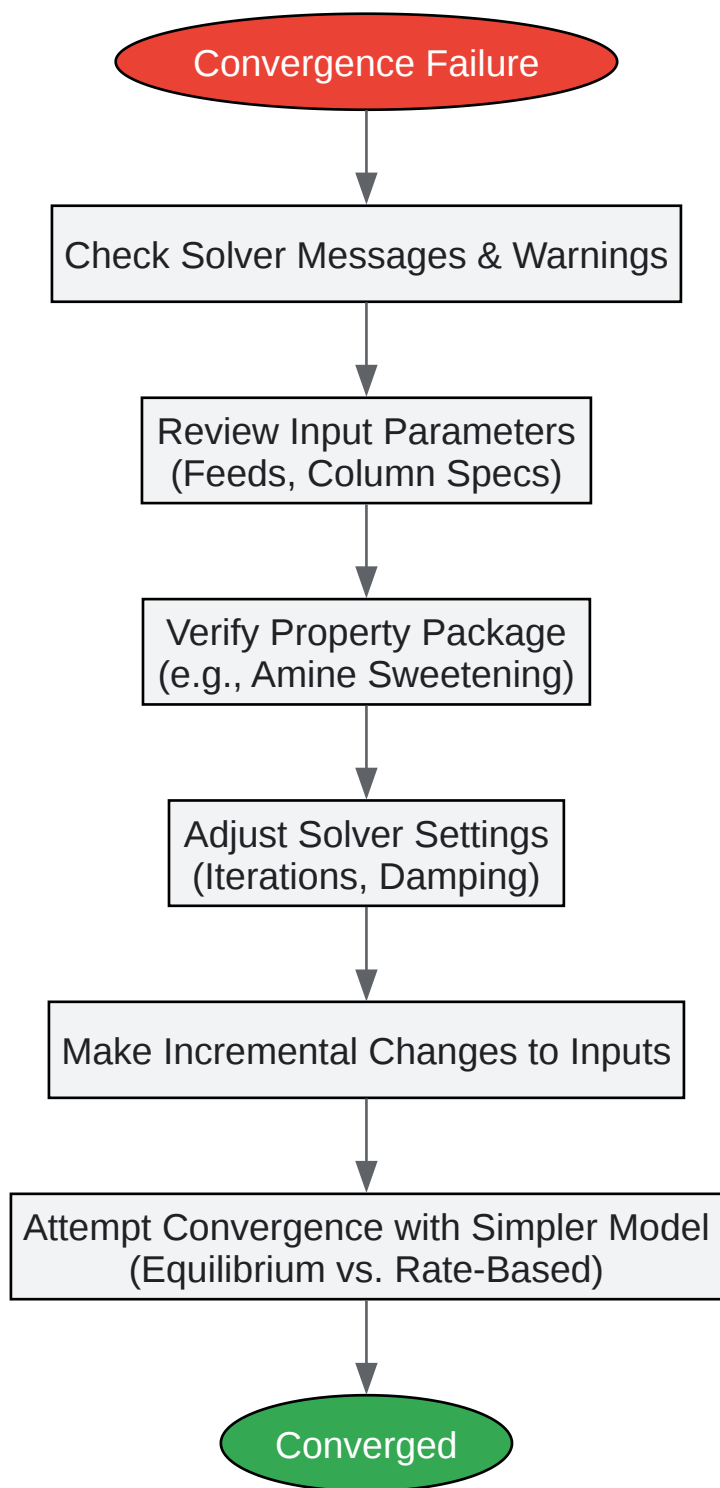 Convergence Failure
Check Solver Messages & Warnings
Review Input Parameters
(Feeds, Column Specs)
Verify Property Package
(e.g., Amine Sweetening)
Adjust Solver Settings
(Iterations, Damping)
Make Incremental Changes to Inputs
Attempt Convergence with Simpler Model
(Equilibrium vs. Rate-Based)
Converged